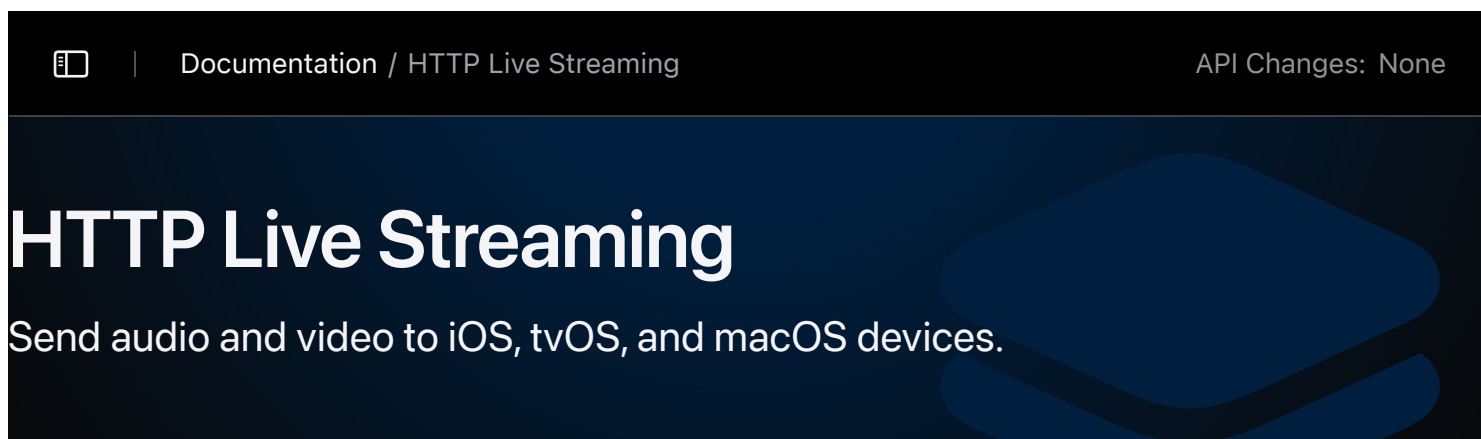 Documentation / HTTP Live Streaming API Changes: None
HTTP Live Streaming
Send audio and video to iOS, tvOS, and macOS devices.